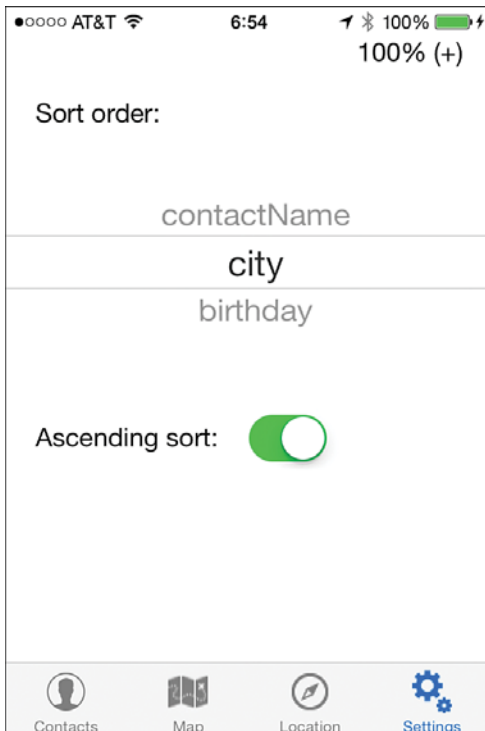 AT&T 6:54 100%
100% (+)
Sort order:
contactName
city
birthday
Ascending sort:
Contacts Map Location Settings